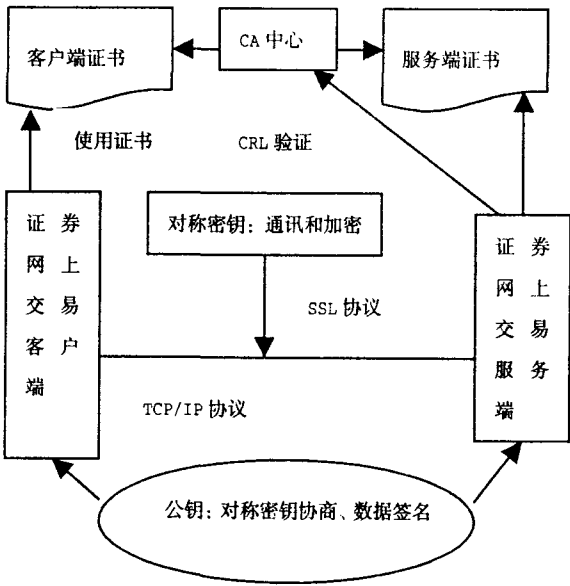 客户端证书
CA 中心
服务端证书
使用证书
CRL 验证
证 券
网 上
交 易
客 户
端
对称密钥：通讯和加密
证 券
网 上
交 易
服 务
端
SSL 协议
TCP/IP 协议
公钥：对称密钥协商、数据签名